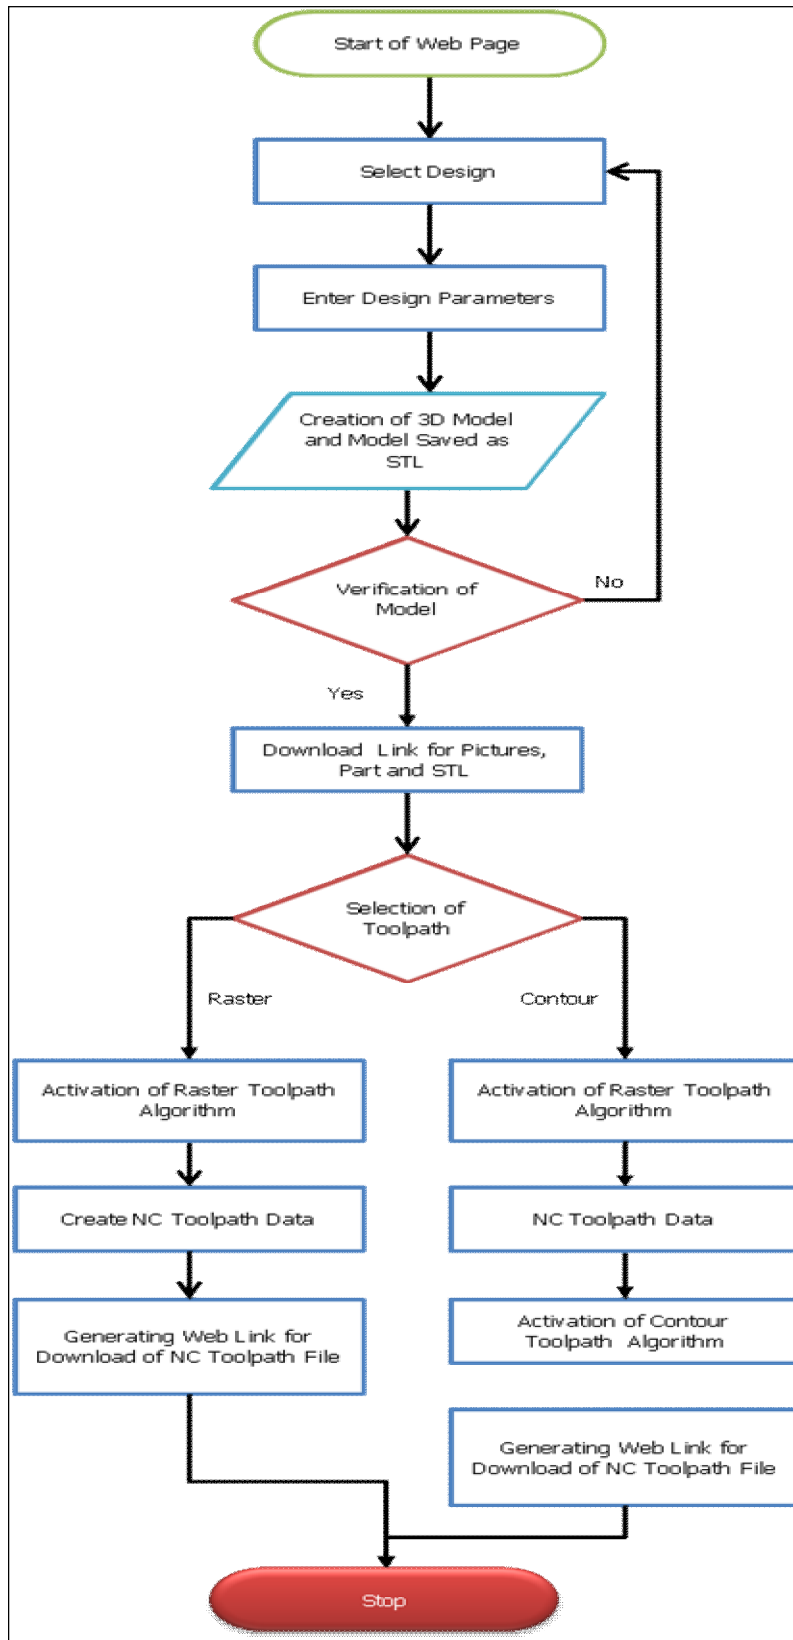 Start of Web Page
Select Design
Enter Design Parameters
Creation of 3D Model
and Model Saved as
STL
Verification of
Model
No
Yes
Download Link for Pictures,
Part and STL
Selection of
Toolpath
Raster
Contour
Activation of Raster Toolpath
Algorithm
Activation of Raster Toolpath
Algorithm
Create NC Toolpath Data
NC Toolpath Data
Generating Web Link for
Download of NC Toolpath File
Activation of Contour
Toolpath Algorithm
Generating Web Link for
Download of NC Toolpath File
Stop